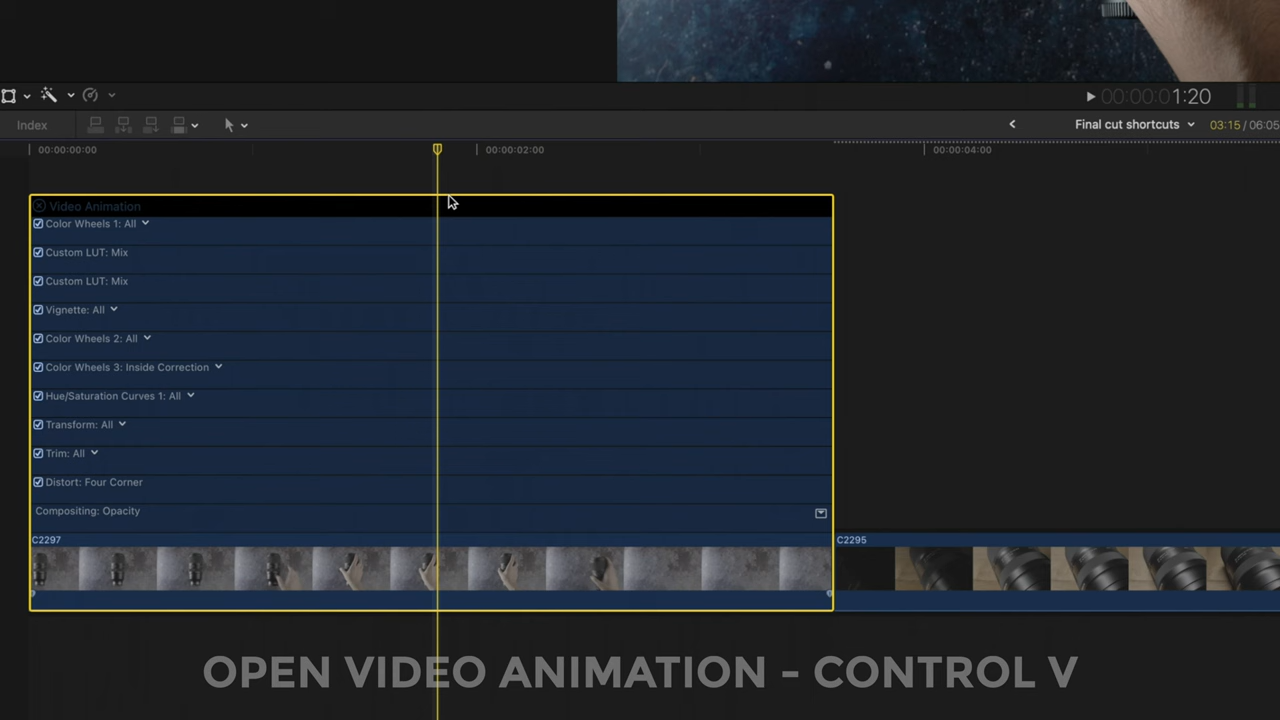 00:00:01:20
Index
Final cut shortcuts
03:15 / 06:05
00:00:00:00
00:00:02:00
00:00:04:00
Video Animation
Color Wheels 1: All
Custom LUT: Mix
Custom LUT: Mix
Vignette: All
Color Wheels 2: All
Color Wheels 3: Inside Correction
Hue/Saturation Curves 1: All
Transform: All
Trim: All
Distort: Four Corner
Compositing: Opacity
C2297
C2295
OPEN VIDEO ANIMATION - CONTROL V